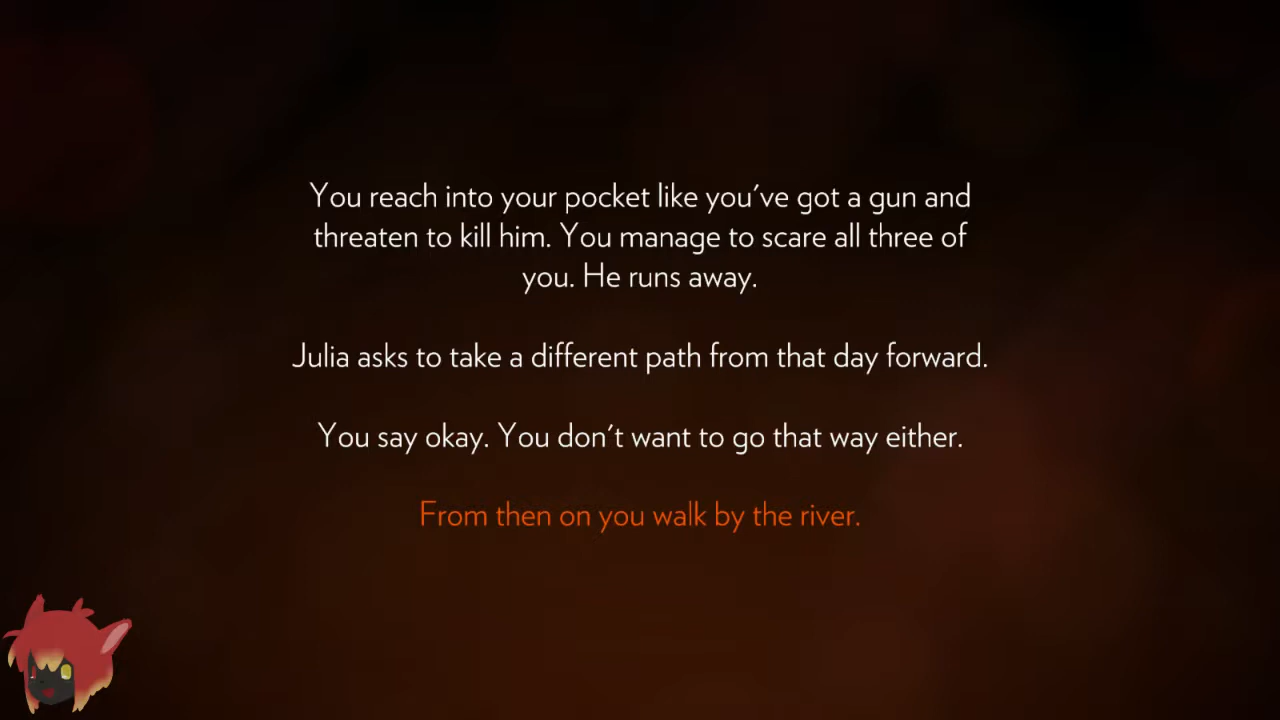 You reach into your pocket like you've got a gun and
threaten to kill him. You manage to scare all three of
you. He runs away.
Julia asks to take a different path from that day forward.
You say okay. You don't want to go that way either.
From then on you walk by the river.